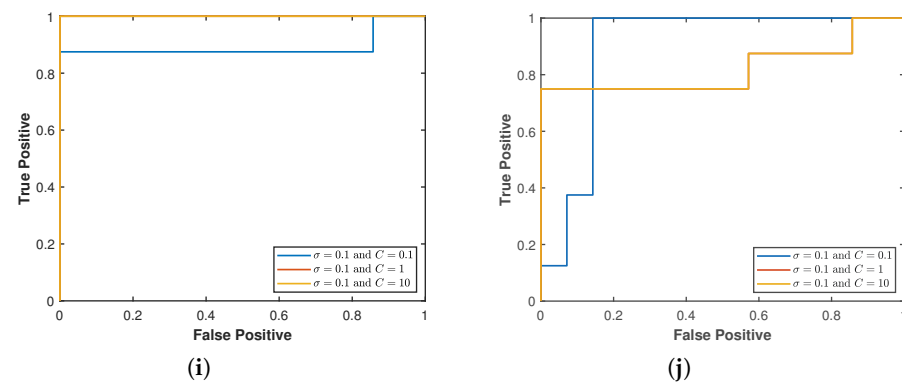 1
0.8
0.6
0.4
0.2
0
True Positive
σ = 0.1 and C = 0.1
σ = 0.1 and C = 1
σ = 0.1 and C = 10
0 0.2 0.4 0.6 0.8 1
False Positive
(i)
1
0.8
0.6
0.4
0.2
0
True Positive
σ = 0.1 and C = 0.1
σ = 0.1 and C = 1
σ = 0.1 and C = 10
0 0.2 0.4 0.6 0.8 1
False Positive
(j)